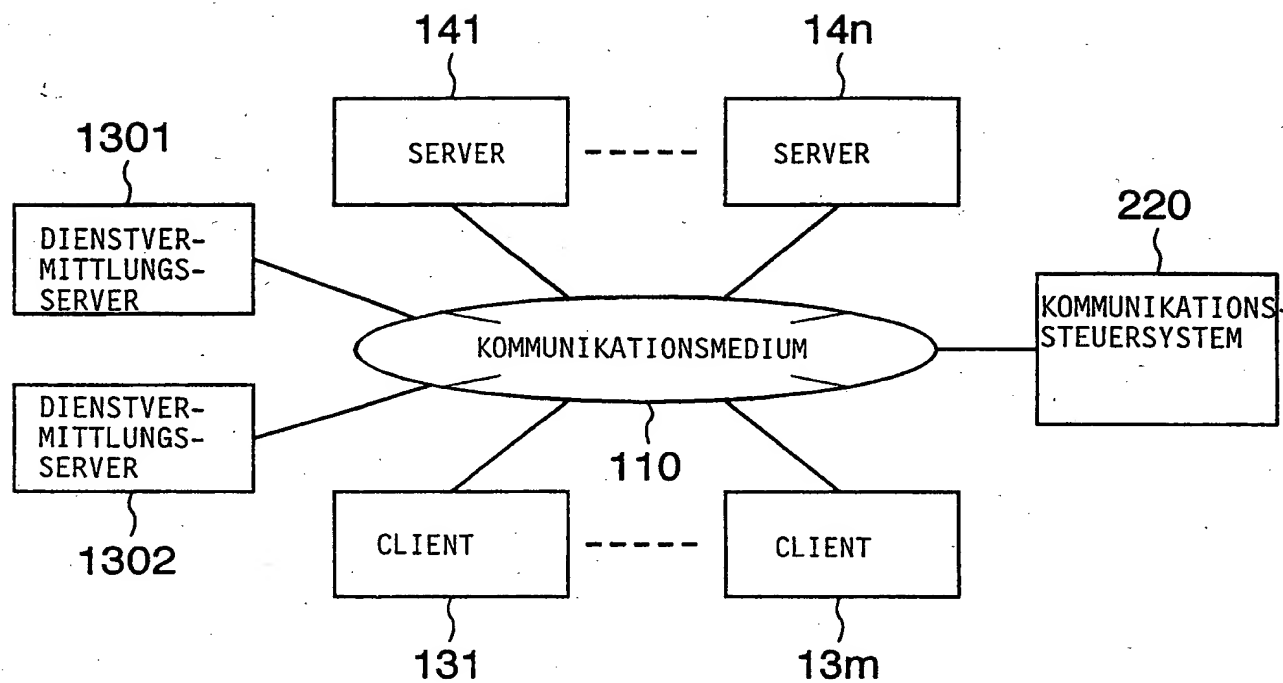 141
14n
SERVER
SERVER
1301
DIENSTVER-
MITTLUNGS-
SERVER
220
KOMMUNIKATIONS-
STEUERSYSTEM
KOMMUNIKATIONSMEDIUM
DIENSTVER-
MITTLUNGS-
SERVER
1302
110
CLIENT
CLIENT
131
13m